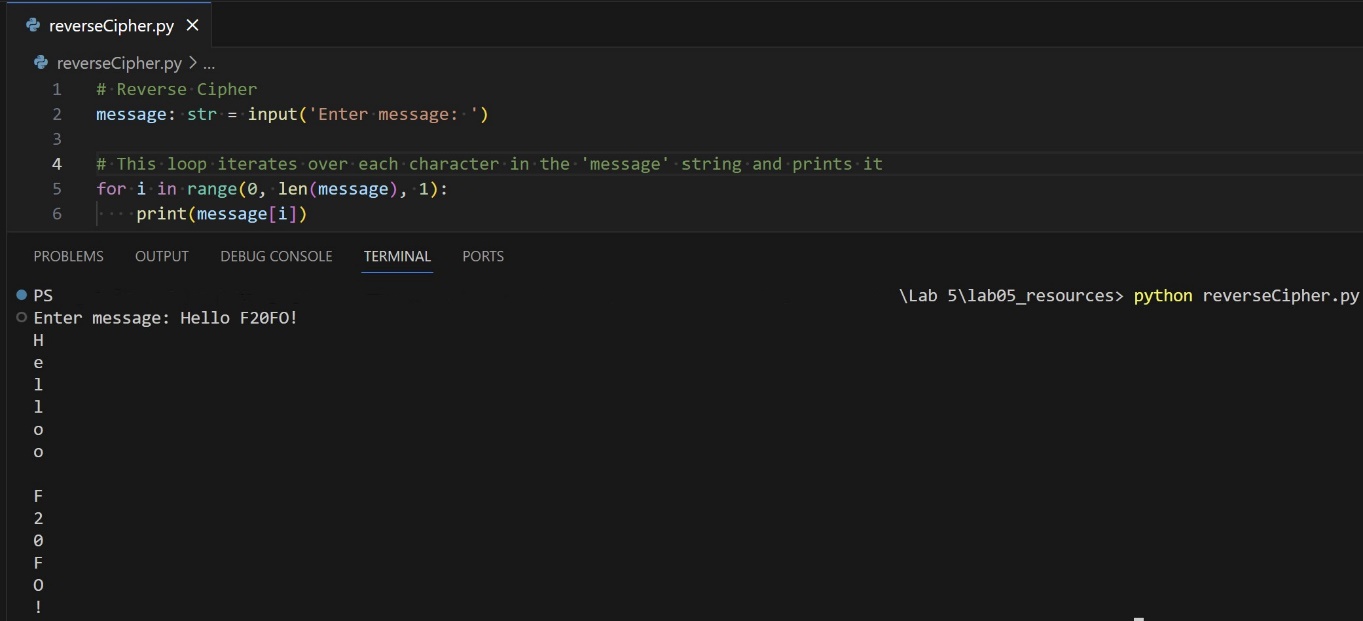 reverseCipher.py ×
reverseCipher.py > ...
1 # Reverse Cipher
2 message: str = input('Enter message: ')
3
4 # This loop iterates over each character in the 'message' string and prints it
5 for i in range(0, len(message), 1):
6     print(message[i])
PROBLEMS OUTPUT DEBUG CONSOLE TERMINAL PORTS
PS \Lab 5\lab05_resources> python reverseCipher.py
Enter message: Hello F20FO!
H
e
l
l
o
o

F
2
0
F
O
!